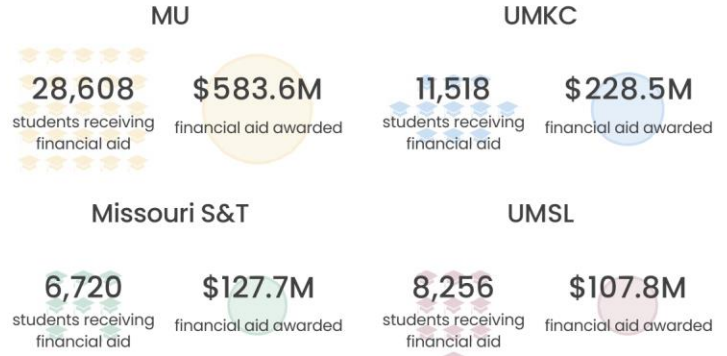 MU
28,608
students receiving
financial aid
$583.6M
financial aid awarded
UMKC
11,518
students receiving
financial aid
$228.5M
financial aid awarded
Missouri S&T
6,720
students receiving
financial aid
$127.7M
financial aid awarded
UMSL
8,256
students receiving
financial aid
$107.8M
financial aid awarded